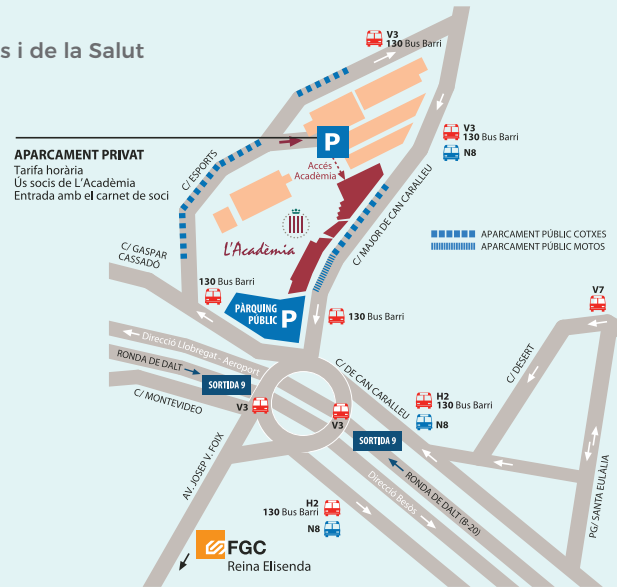 s i de la Salut
V3
130 Bus Barri
V3
130 Bus Barri
N8
P
Accés
Acadèmia
APARCAMENT PRIVAT
Tarifa horària
Ús socis de L'Acadèmia
Entrada amb el carnet de soci
C/ ESPORTS
C/ MAJOR DE CAN CARALLEU
L'Acadèmia
APARCAMENT PÚBLIC COTXES
APARCAMENT PÚBLIC MOTOS
C/ GASPAR
CASSADÓ
130 Bus Barri
PÀRQUING
PÚBLIC P
130 Bus Barri
V7
Direcció Llobregat - Aeroport
RONDA DE DALT
SORTIDA 9
C/ MONTEVIDEO
V3
V3
C/ DE CAN CARALLEU
C/ DESERT
H2
130 Bus Barri
N8
SORTIDA 9
AV. JOSEP V. FOIX
RONDA DE DALT (B-20)
Direcció Besòs
PG/ SANTA EULÀLIA
H2
130 Bus Barri
N8
FGC
Reina Elisenda